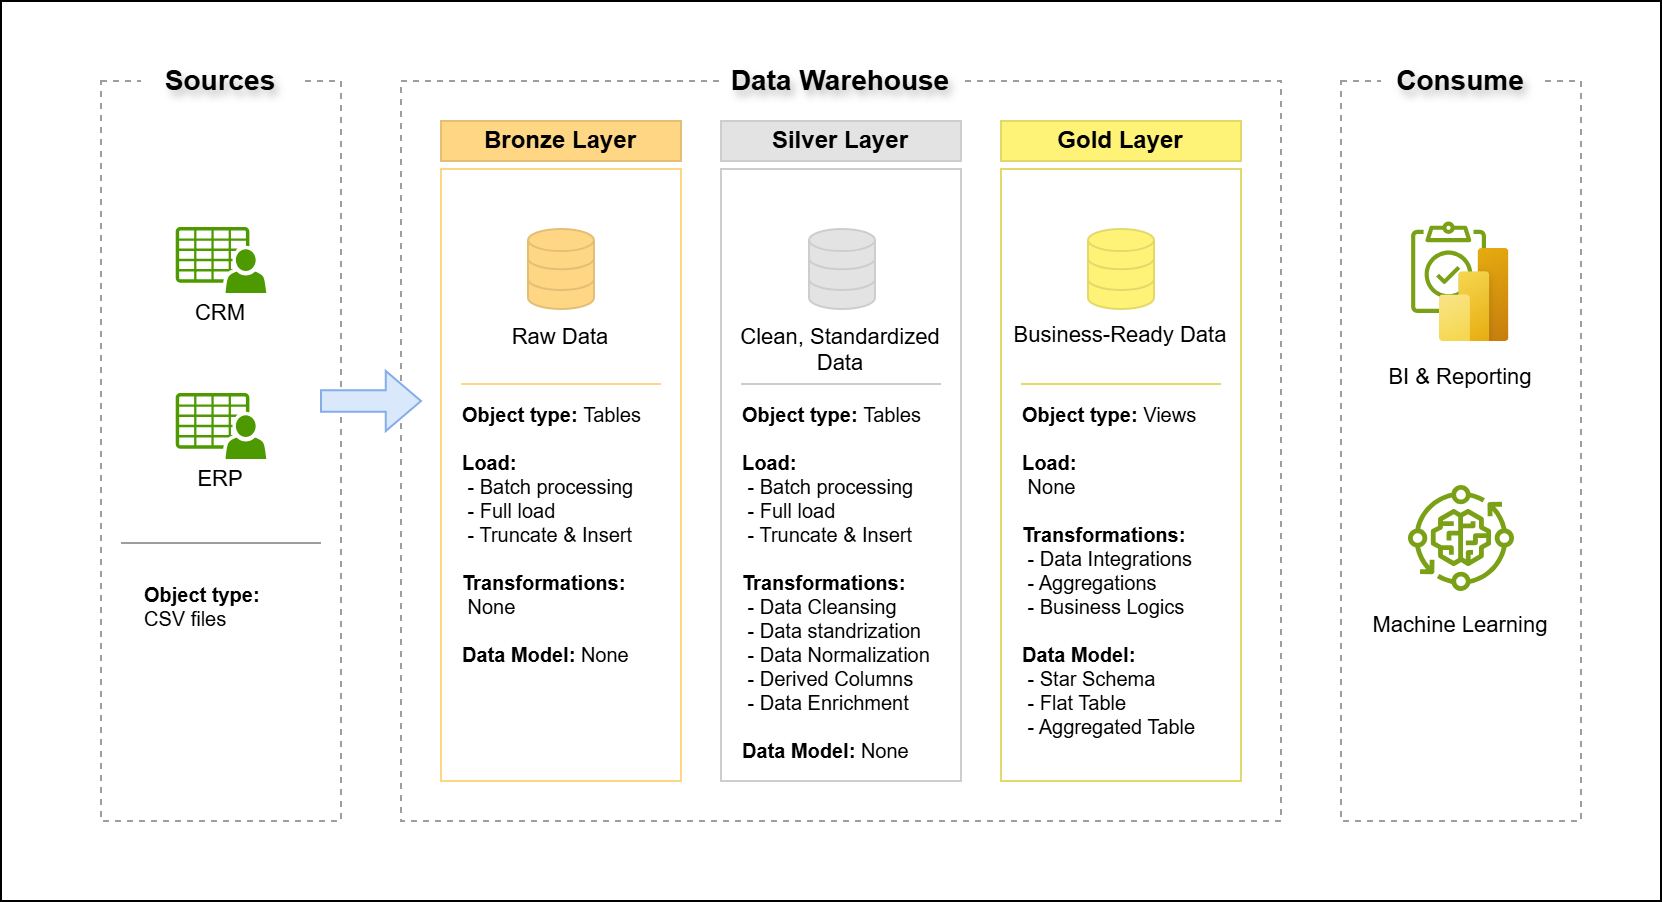 Sources
CRM
ERP
Object type:
CSV files
Data Warehouse
Bronze Layer
Raw Data
Object type: Tables
Load:
- Batch processing
- Full load
- Truncate & Insert
Transformations:
None
Data Model: None
Silver Layer
Clean, Standardized
Data
Object type: Tables
Load:
- Batch processing
- Full load
- Truncate & Insert
Transformations:
- Data Cleansing
- Data standrization
- Data Normalization
- Derived Columns
- Data Enrichment
Data Model: None
Gold Layer
Business-Ready Data
Object type: Views
Load:
None
Transformations:
- Data Integrations
- Aggregations
- Business Logics
Data Model:
- Star Schema
- Flat Table
- Aggregated Table
Consume
BI & Reporting
Machine Learning